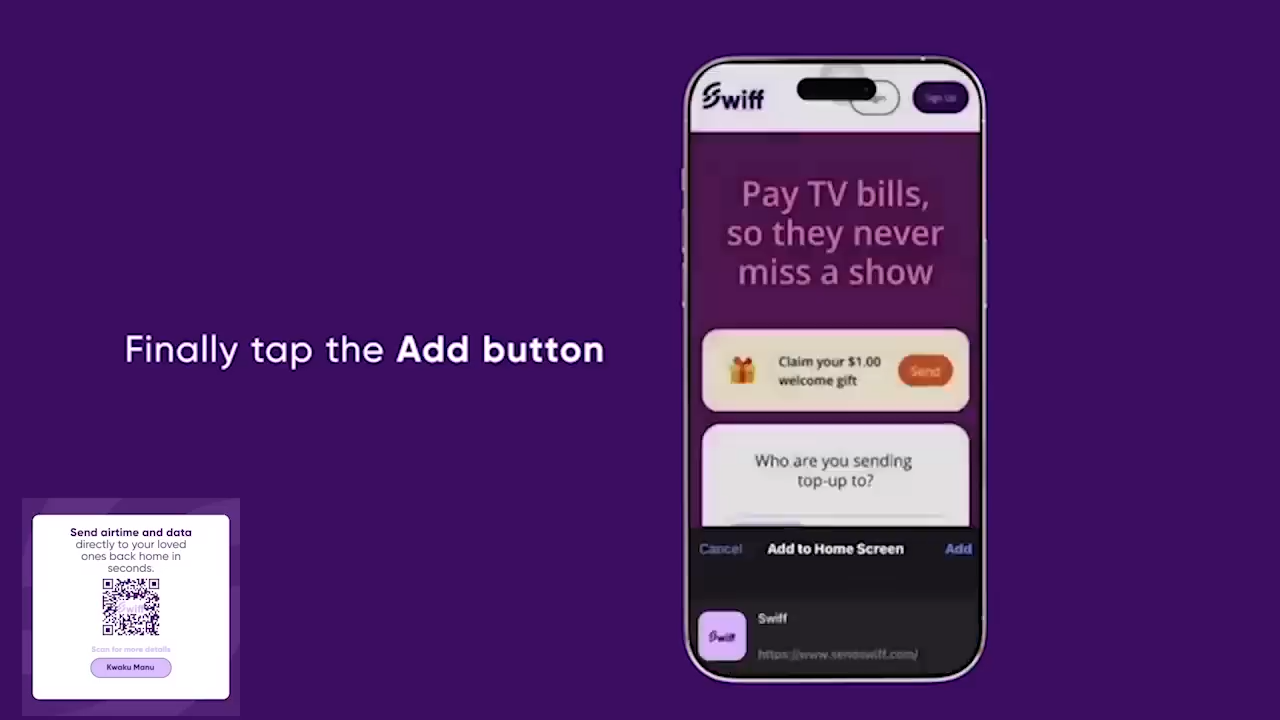 Finally tap the Add button
Swiff
Sign Up
Pay TV bills,
so they never
miss a show
Claim your $1.00
welcome gift
Send
Who are you sending
top-up to?
Cancel
Add to Home Screen
Add
Swiff
Swiff
https://www.sendswiff.com/
Send airtime and data
directly to your loved
ones back home in
seconds.
Swiff
Scan for more details
Kwaku Manu